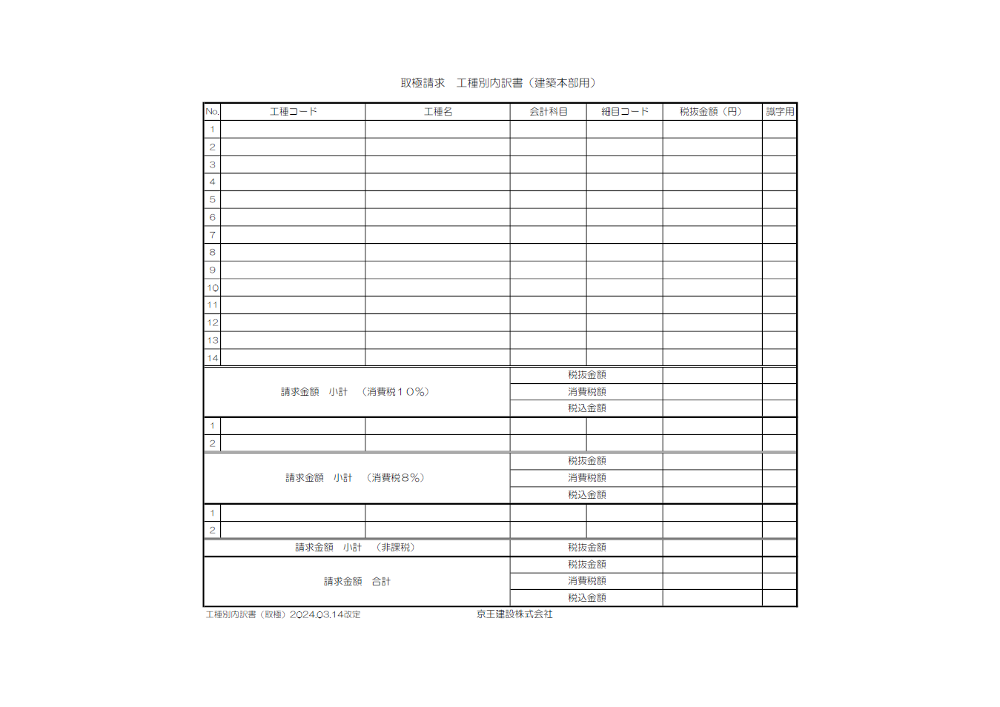 取極請求　工種別内訳書（建築本部用）
No. 工種コード 工種名 会計科目 細目コード 税抜金額（円） 識字用
1
2
3
4
5
6
7
8
9
10
11
12
13
14
税抜金額
請求金額　小計　（消費税１０％） 消費税額
税込金額
1
2
税抜金額
請求金額　小計　（消費税８％） 消費税額
税込金額
1
2
請求金額　小計　（非課税） 税抜金額
税抜金額
請求金額　合計 消費税額
税込金額
工種別内訳書（取極）2024.03.14改定 京王建設株式会社